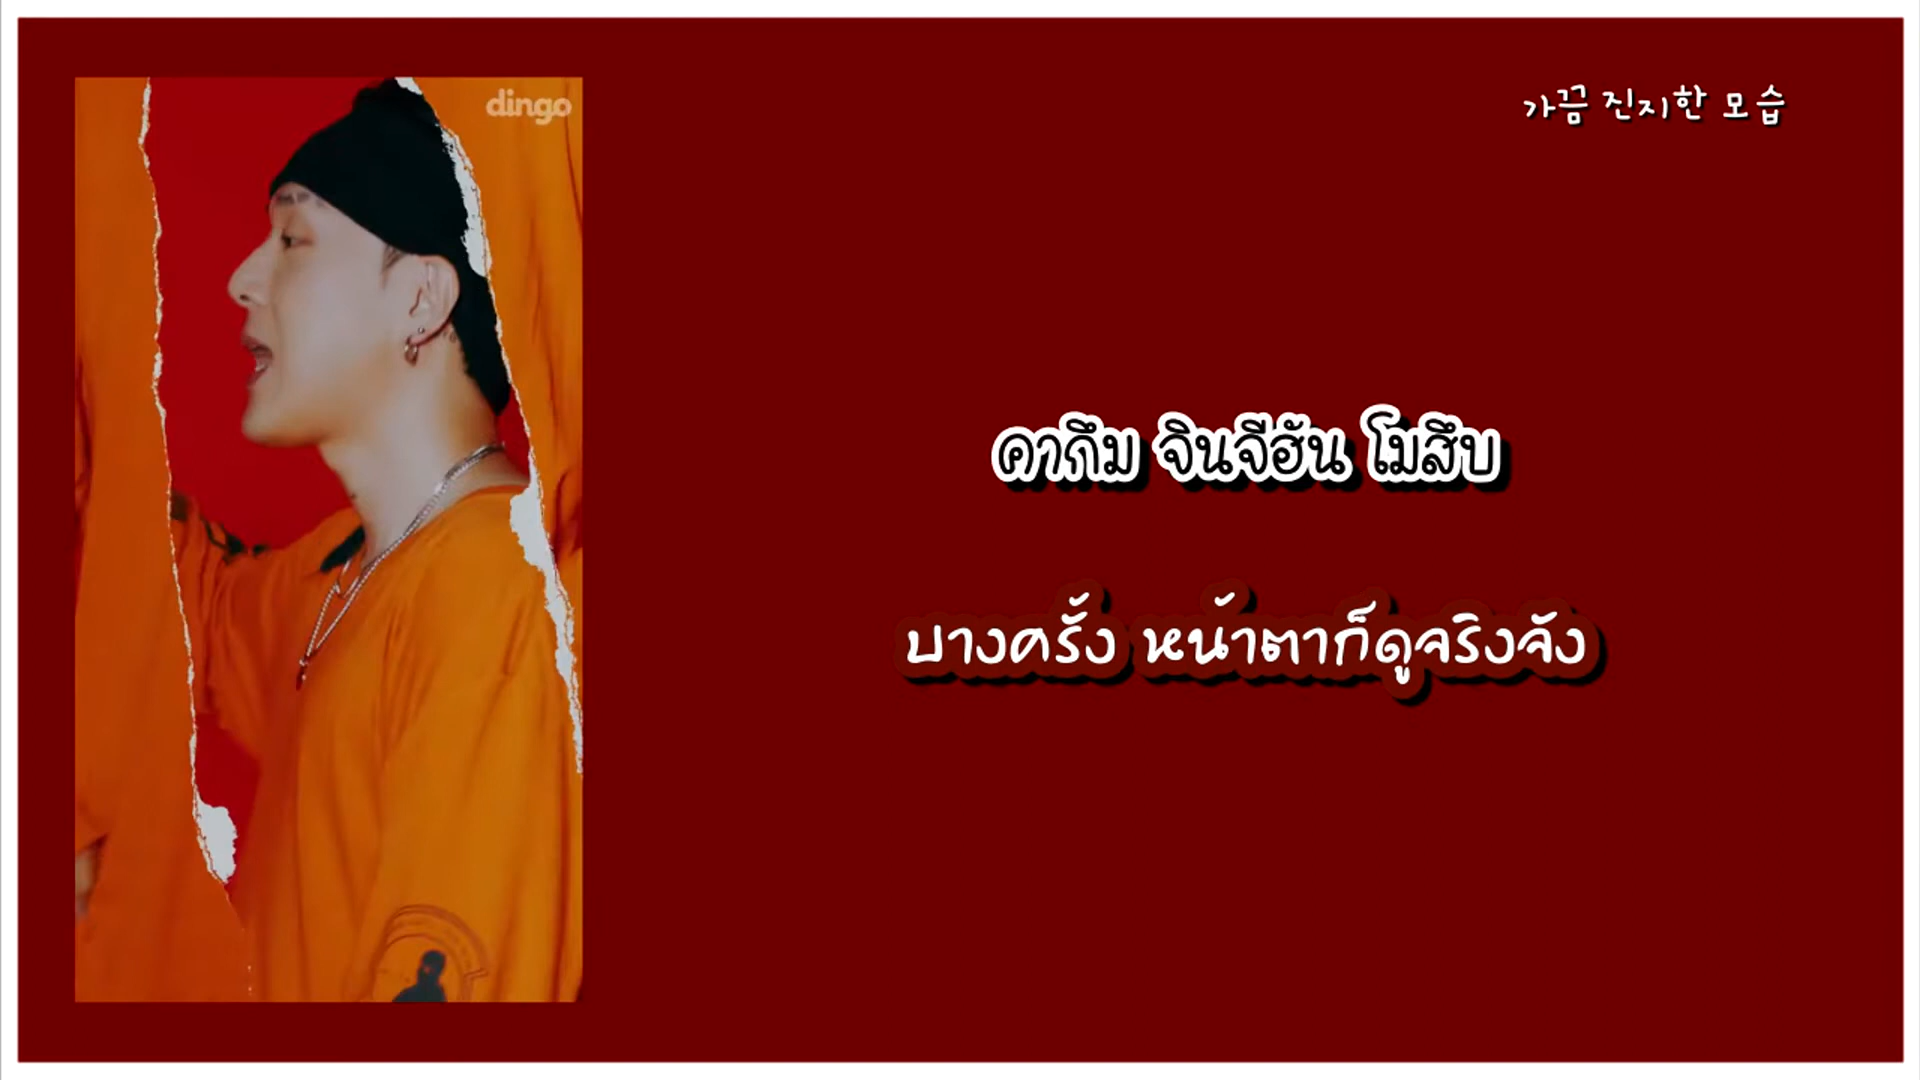 dingo
가끔 진지한 모습
คากึม จินจีฮัน โมสึบ
บางครั้ง หน้าตาก็ดูจริงจัง